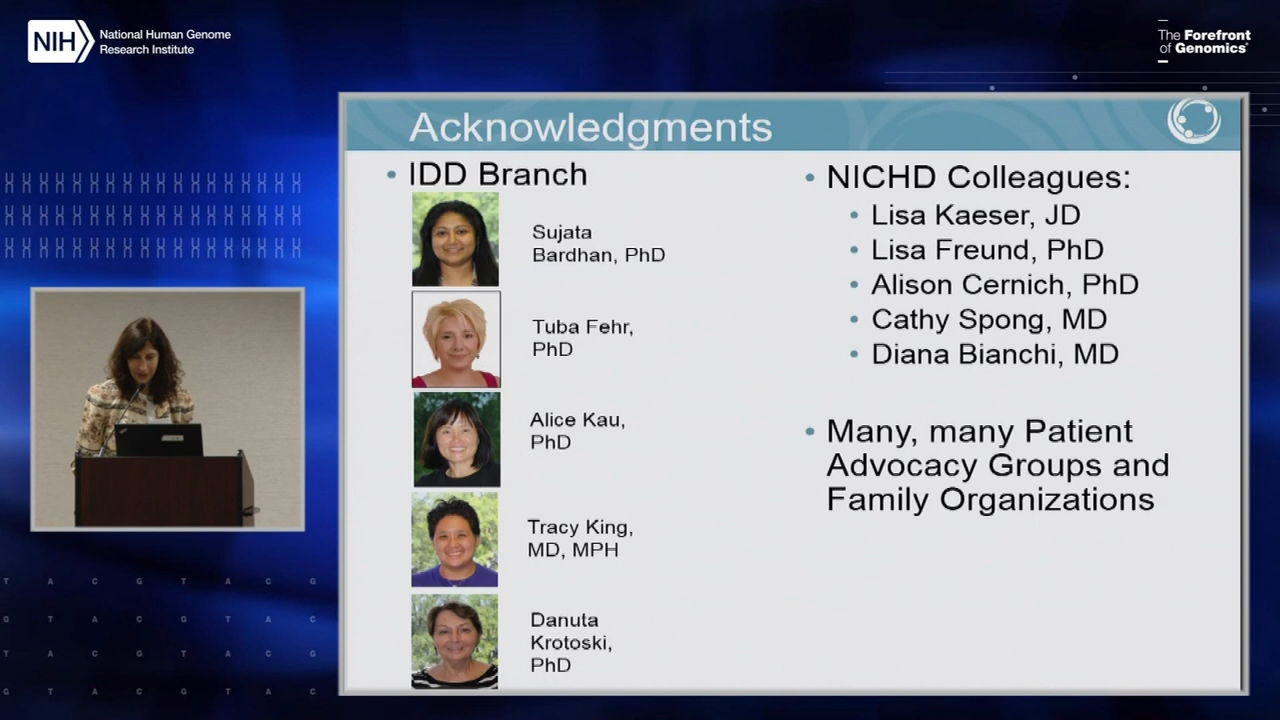 NIH
National Human Genome
Research Institute
The Forefront
of Genomics®
Acknowledgments
• IDD Branch
Sujata
Bardhan, PhD
Tuba Fehr,
PhD
Alice Kau,
PhD
Tracy King,
MD, MPH
Danuta
Krotoski,
PhD
• NICHD Colleagues:
• Lisa Kaeser, JD
• Lisa Freund, PhD
• Alison Cernich, PhD
• Cathy Spong, MD
• Diana Bianchi, MD
• Many, many Patient
Advocacy Groups and
Family Organizations
T A C G T A C G
G T A C G T A C
T A C G T A C G
G T A C G T A C